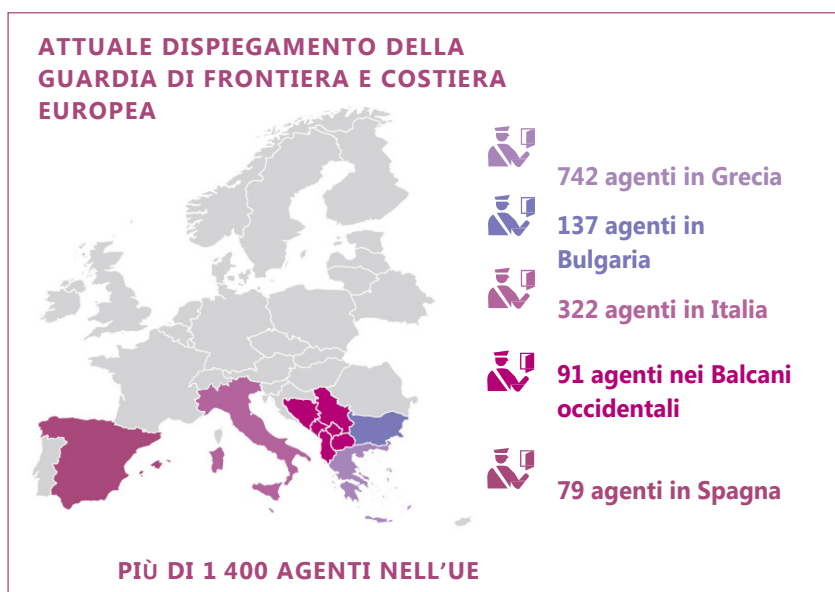 ATTUALE DISPIEGAMENTO DELLA
GUARDIA DI FRONTIERA E COSTIERA
EUROPEA
742 agenti in Grecia
137 agenti in
Bulgaria
322 agenti in Italia
91 agenti nei Balcani
occidentali
79 agenti in Spagna
PIÙ DI 1 400 AGENTI NELL’UE